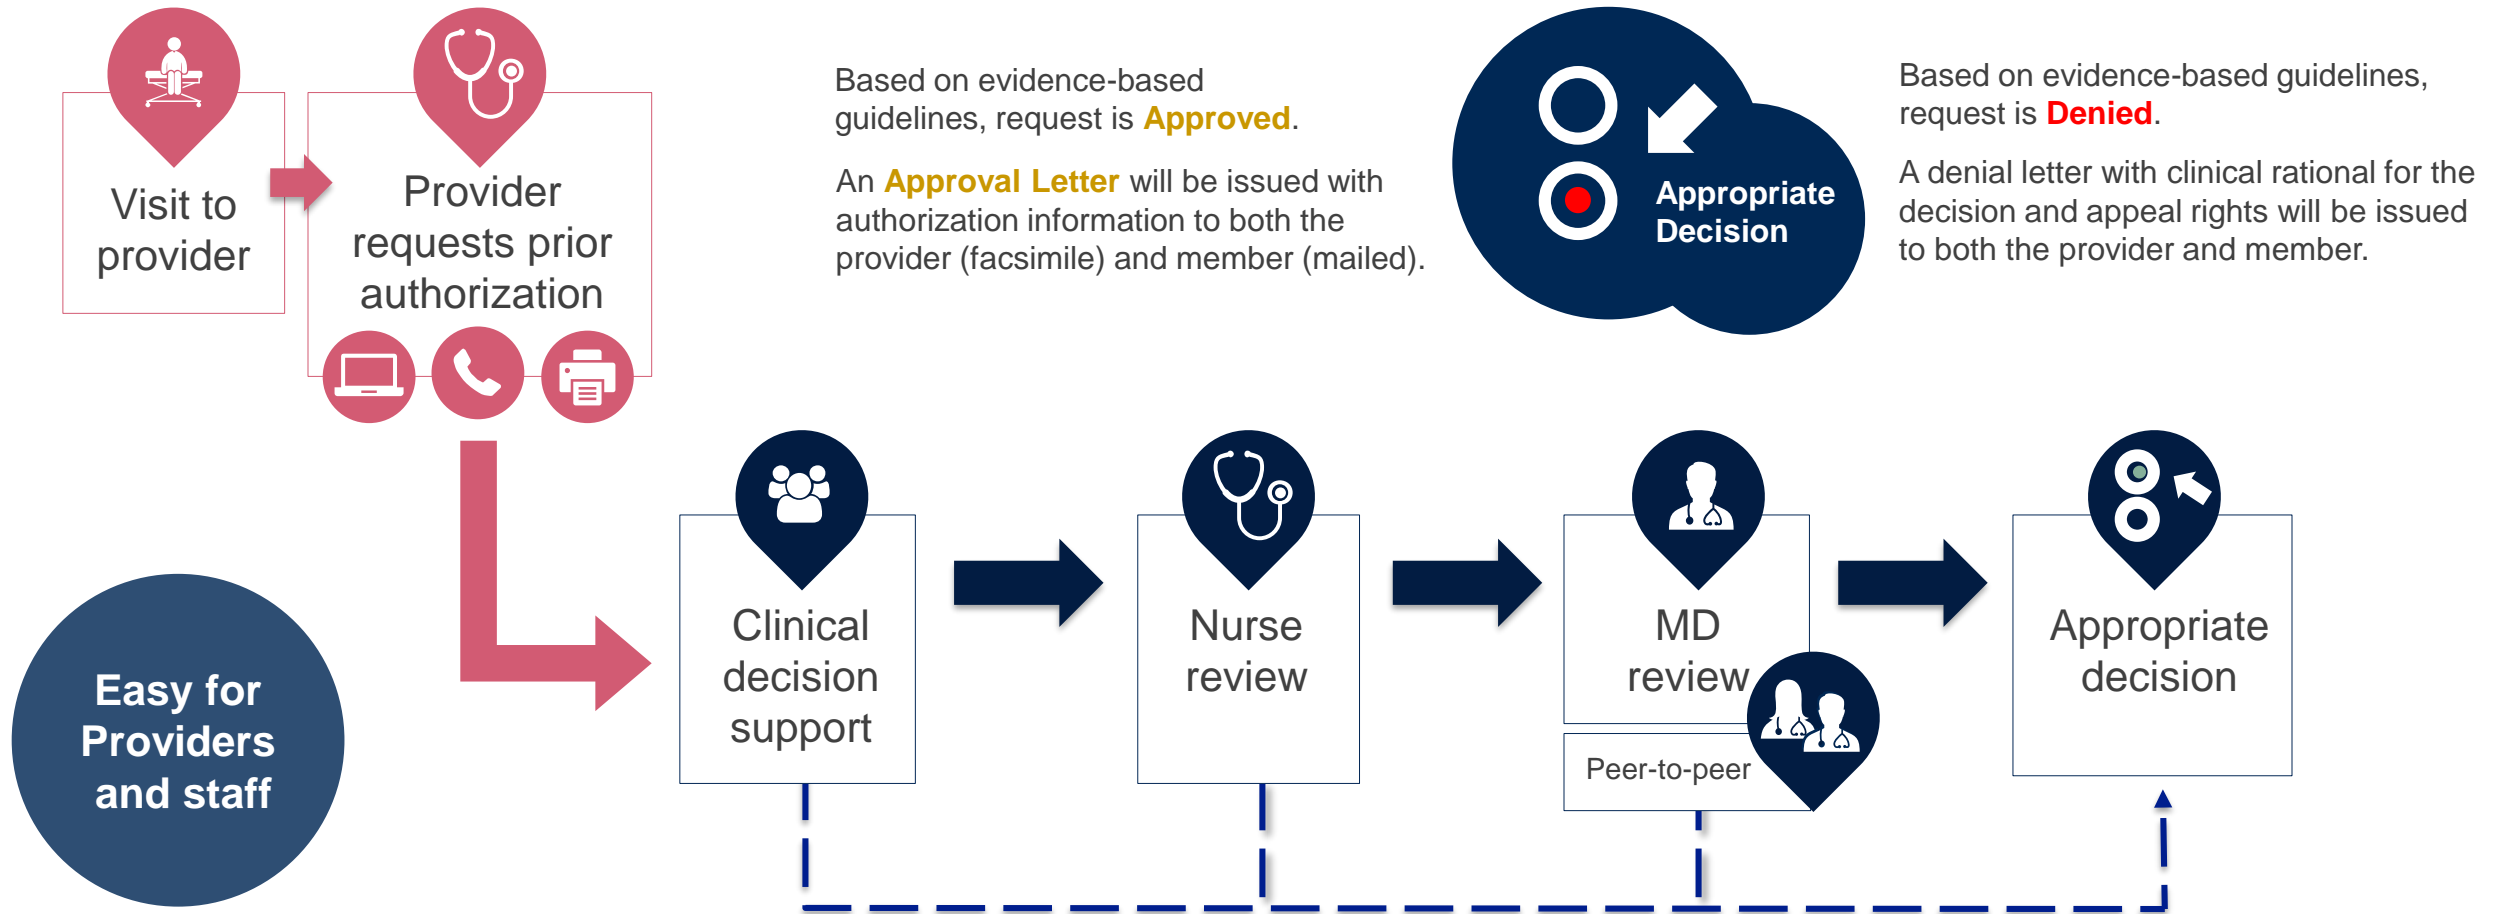 Visit to
provider
Provider
requests prior
authorization
Based on evidence-based
guidelines, request is Approved.
An Approval Letter will be issued with
authorization information to both the
provider (facsimile) and member (mailed).
Appropriate
Decision
Based on evidence-based guidelines,
request is Denied.
A denial letter with clinical rational for the
decision and appeal rights will be issued
to both the provider and member.
Easy for
Providers
and staff
Clinical
decision
support
Nurse
review
MD
review
Peer-to-peer
Appropriate
decision